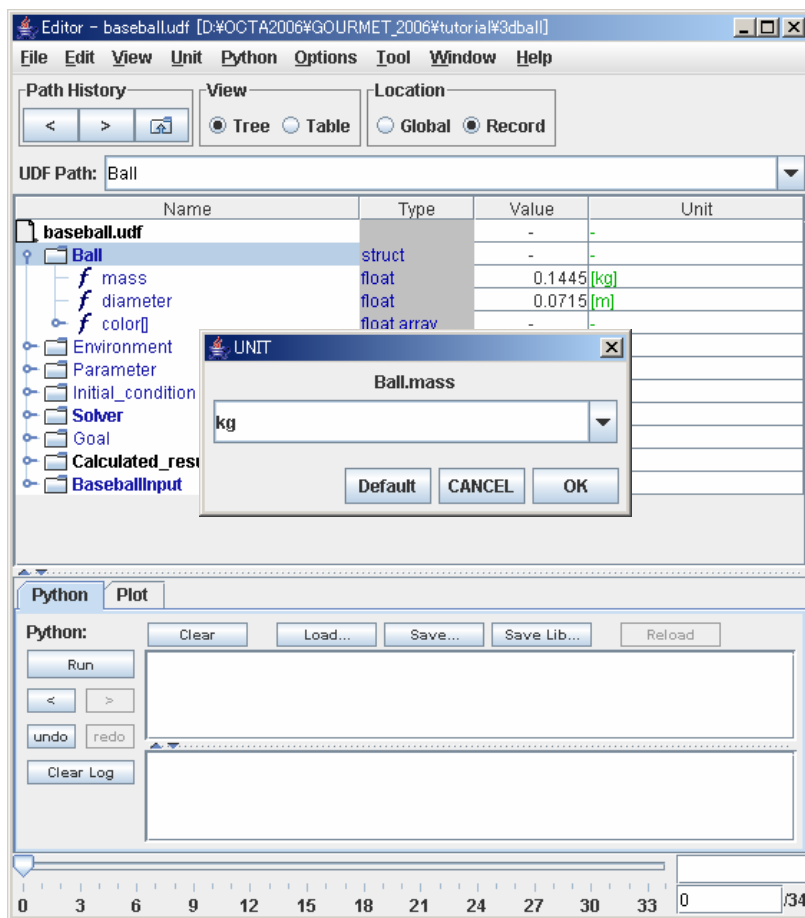 Editor - baseball.udf [D:¥OCTA2006¥GOURMET_2006¥tutorial¥3dball]
File Edit View Unit Python Options Tool Window Help
Path History View Location
< > Tree Table Global Record
UDF Path: Ball
Name Type Value Unit
baseball.udf - -
Ball struct - -
f mass float 0.1445 [kg]
f diameter float 0.0715 [m]
f color[] float array - -
Environment
Parameter
Initial_condition
Solver
Goal
Calculated_resu
BaseballInput
UNIT
Ball.mass
kg
Default CANCEL OK
Python Plot
Python: Clear Load... Save... Save Lib... Reload
Run
< >
undo redo
Clear Log
0 3 6 9 12 15 18 21 24 27 30 33 0 /34